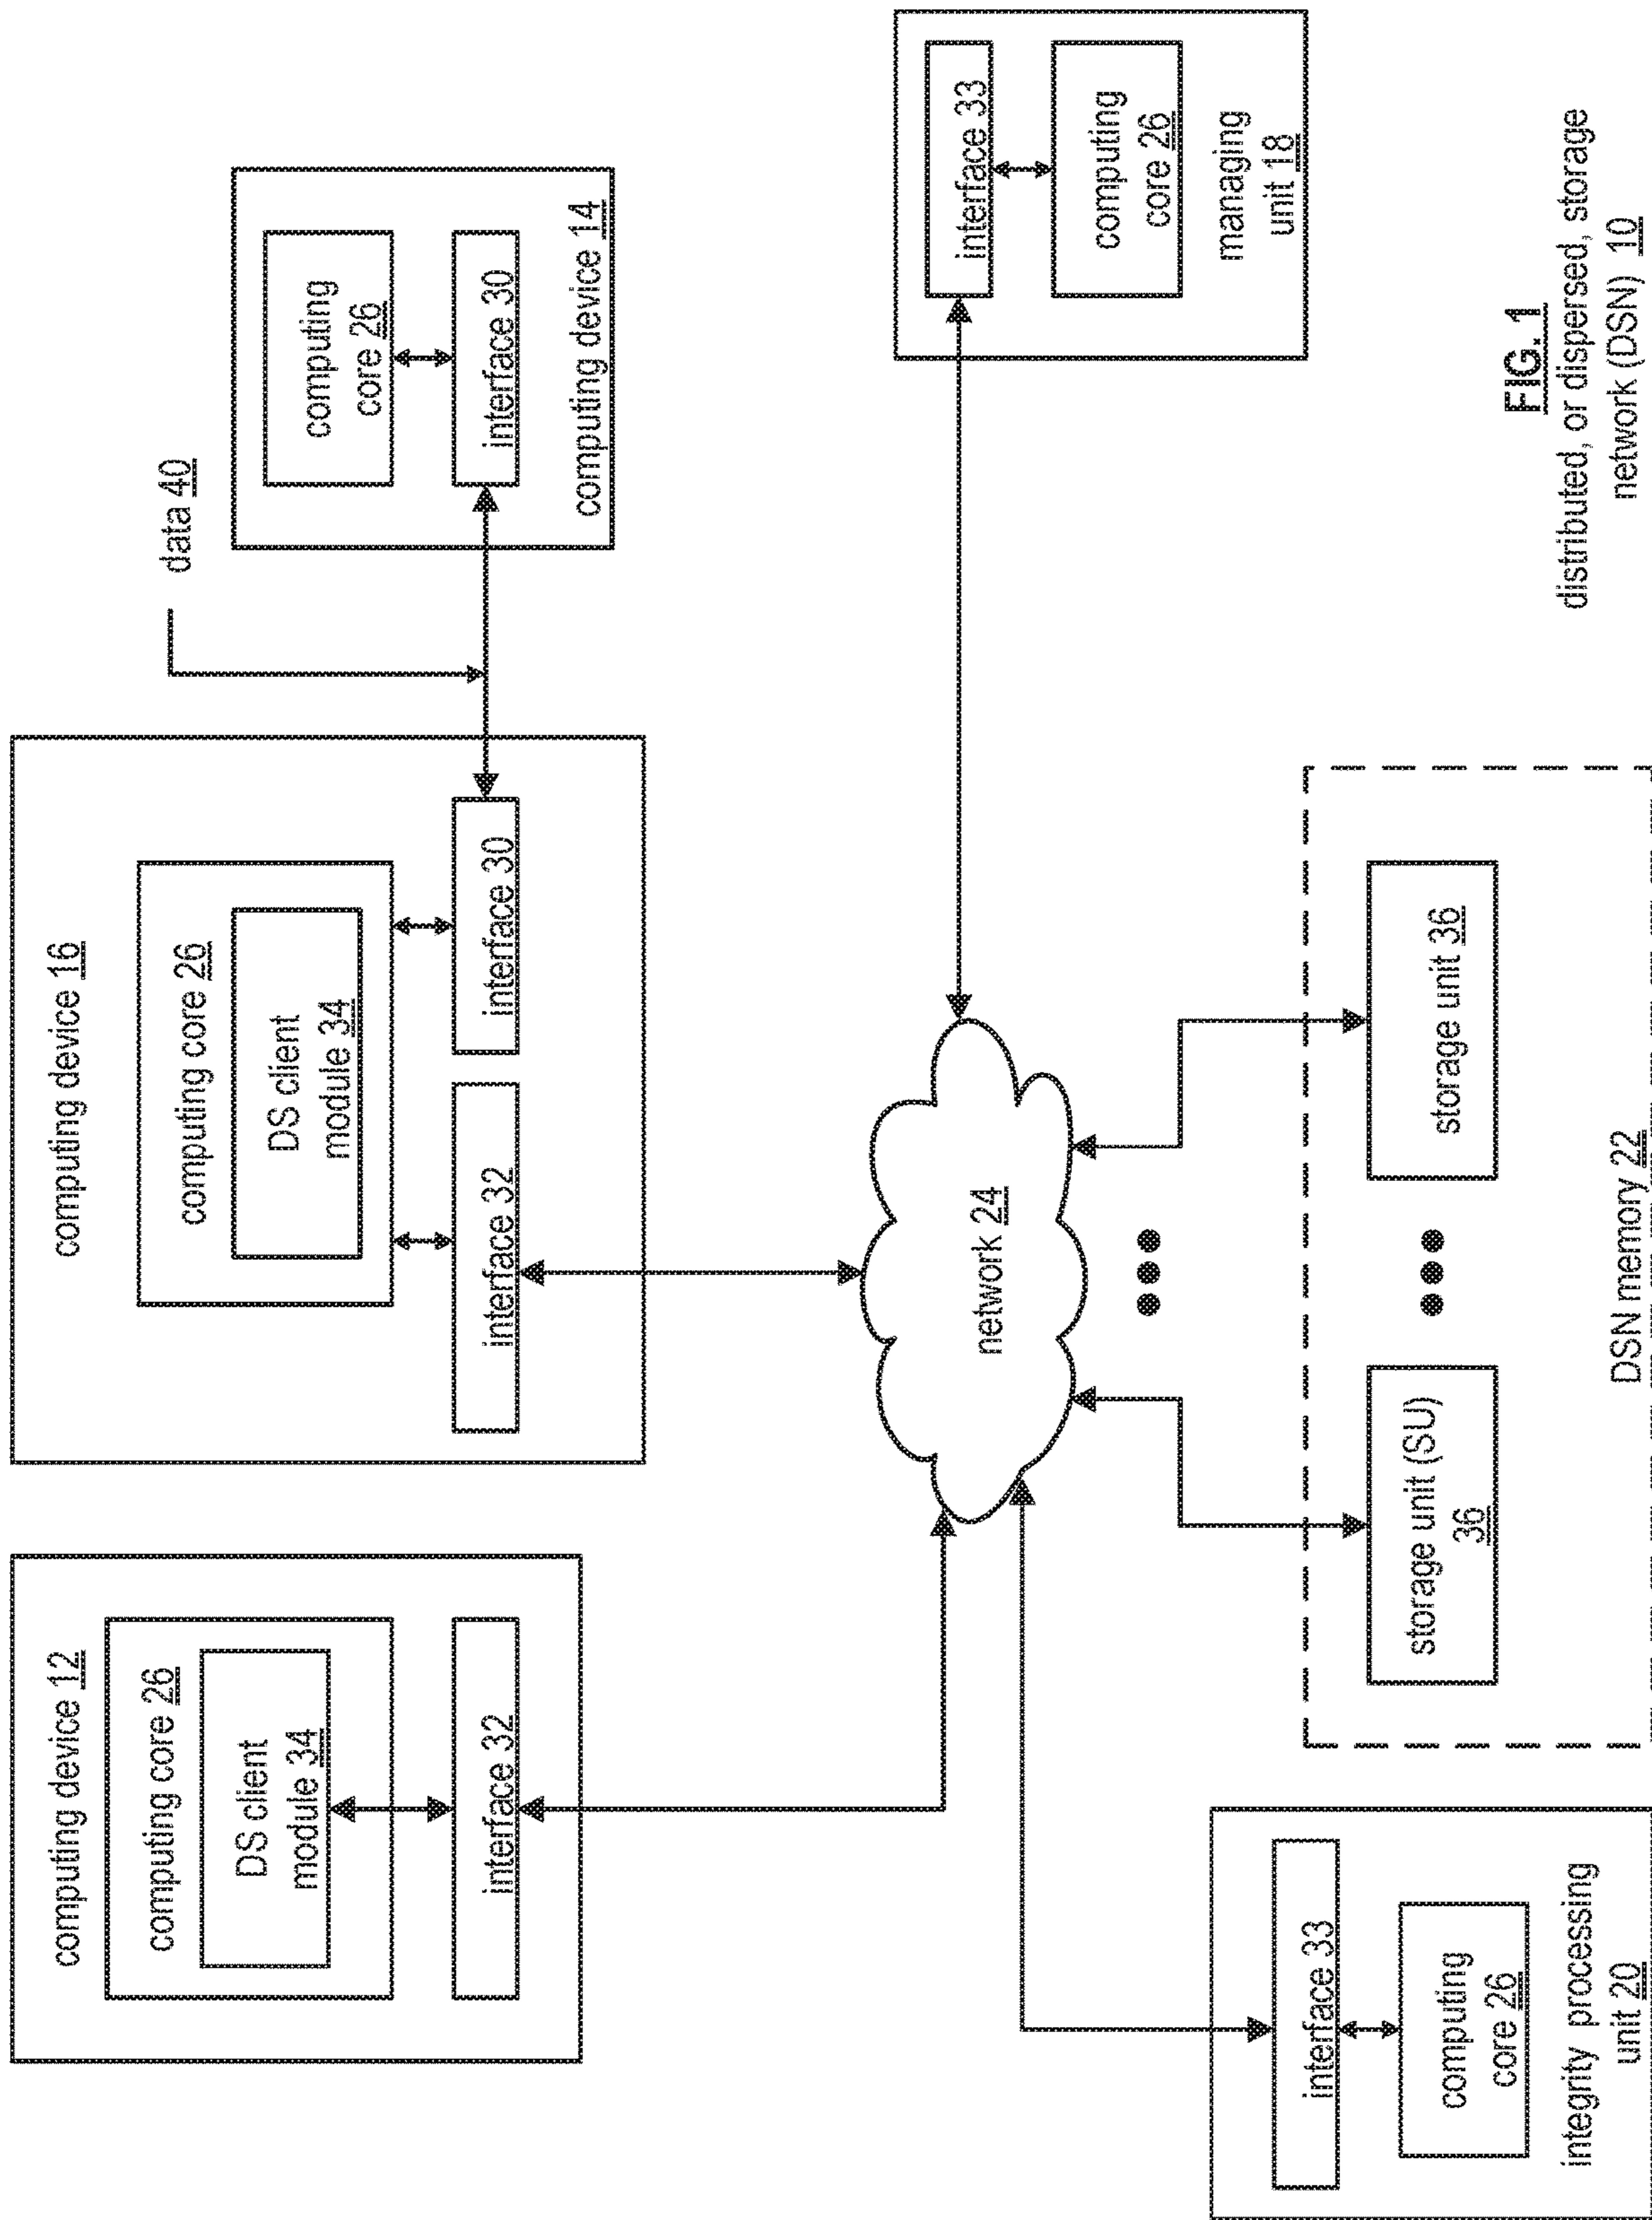 computing device 12
computing core 26
DS client
module 34
interface 32
computing device 16
computing core 26
DS client
module 34
interface 32
interface 30
data 40
computing
core 26
interface 30
computing device 14
network 24
interface 33
computing
core 26
managing
unit 18
interface 33
computing
core 26
integrity processing
unit 20
storage unit (SU)
36
storage unit 36
DSN memory 22
FIG. 1
distributed, or dispersed, storage
network (DSN) 10